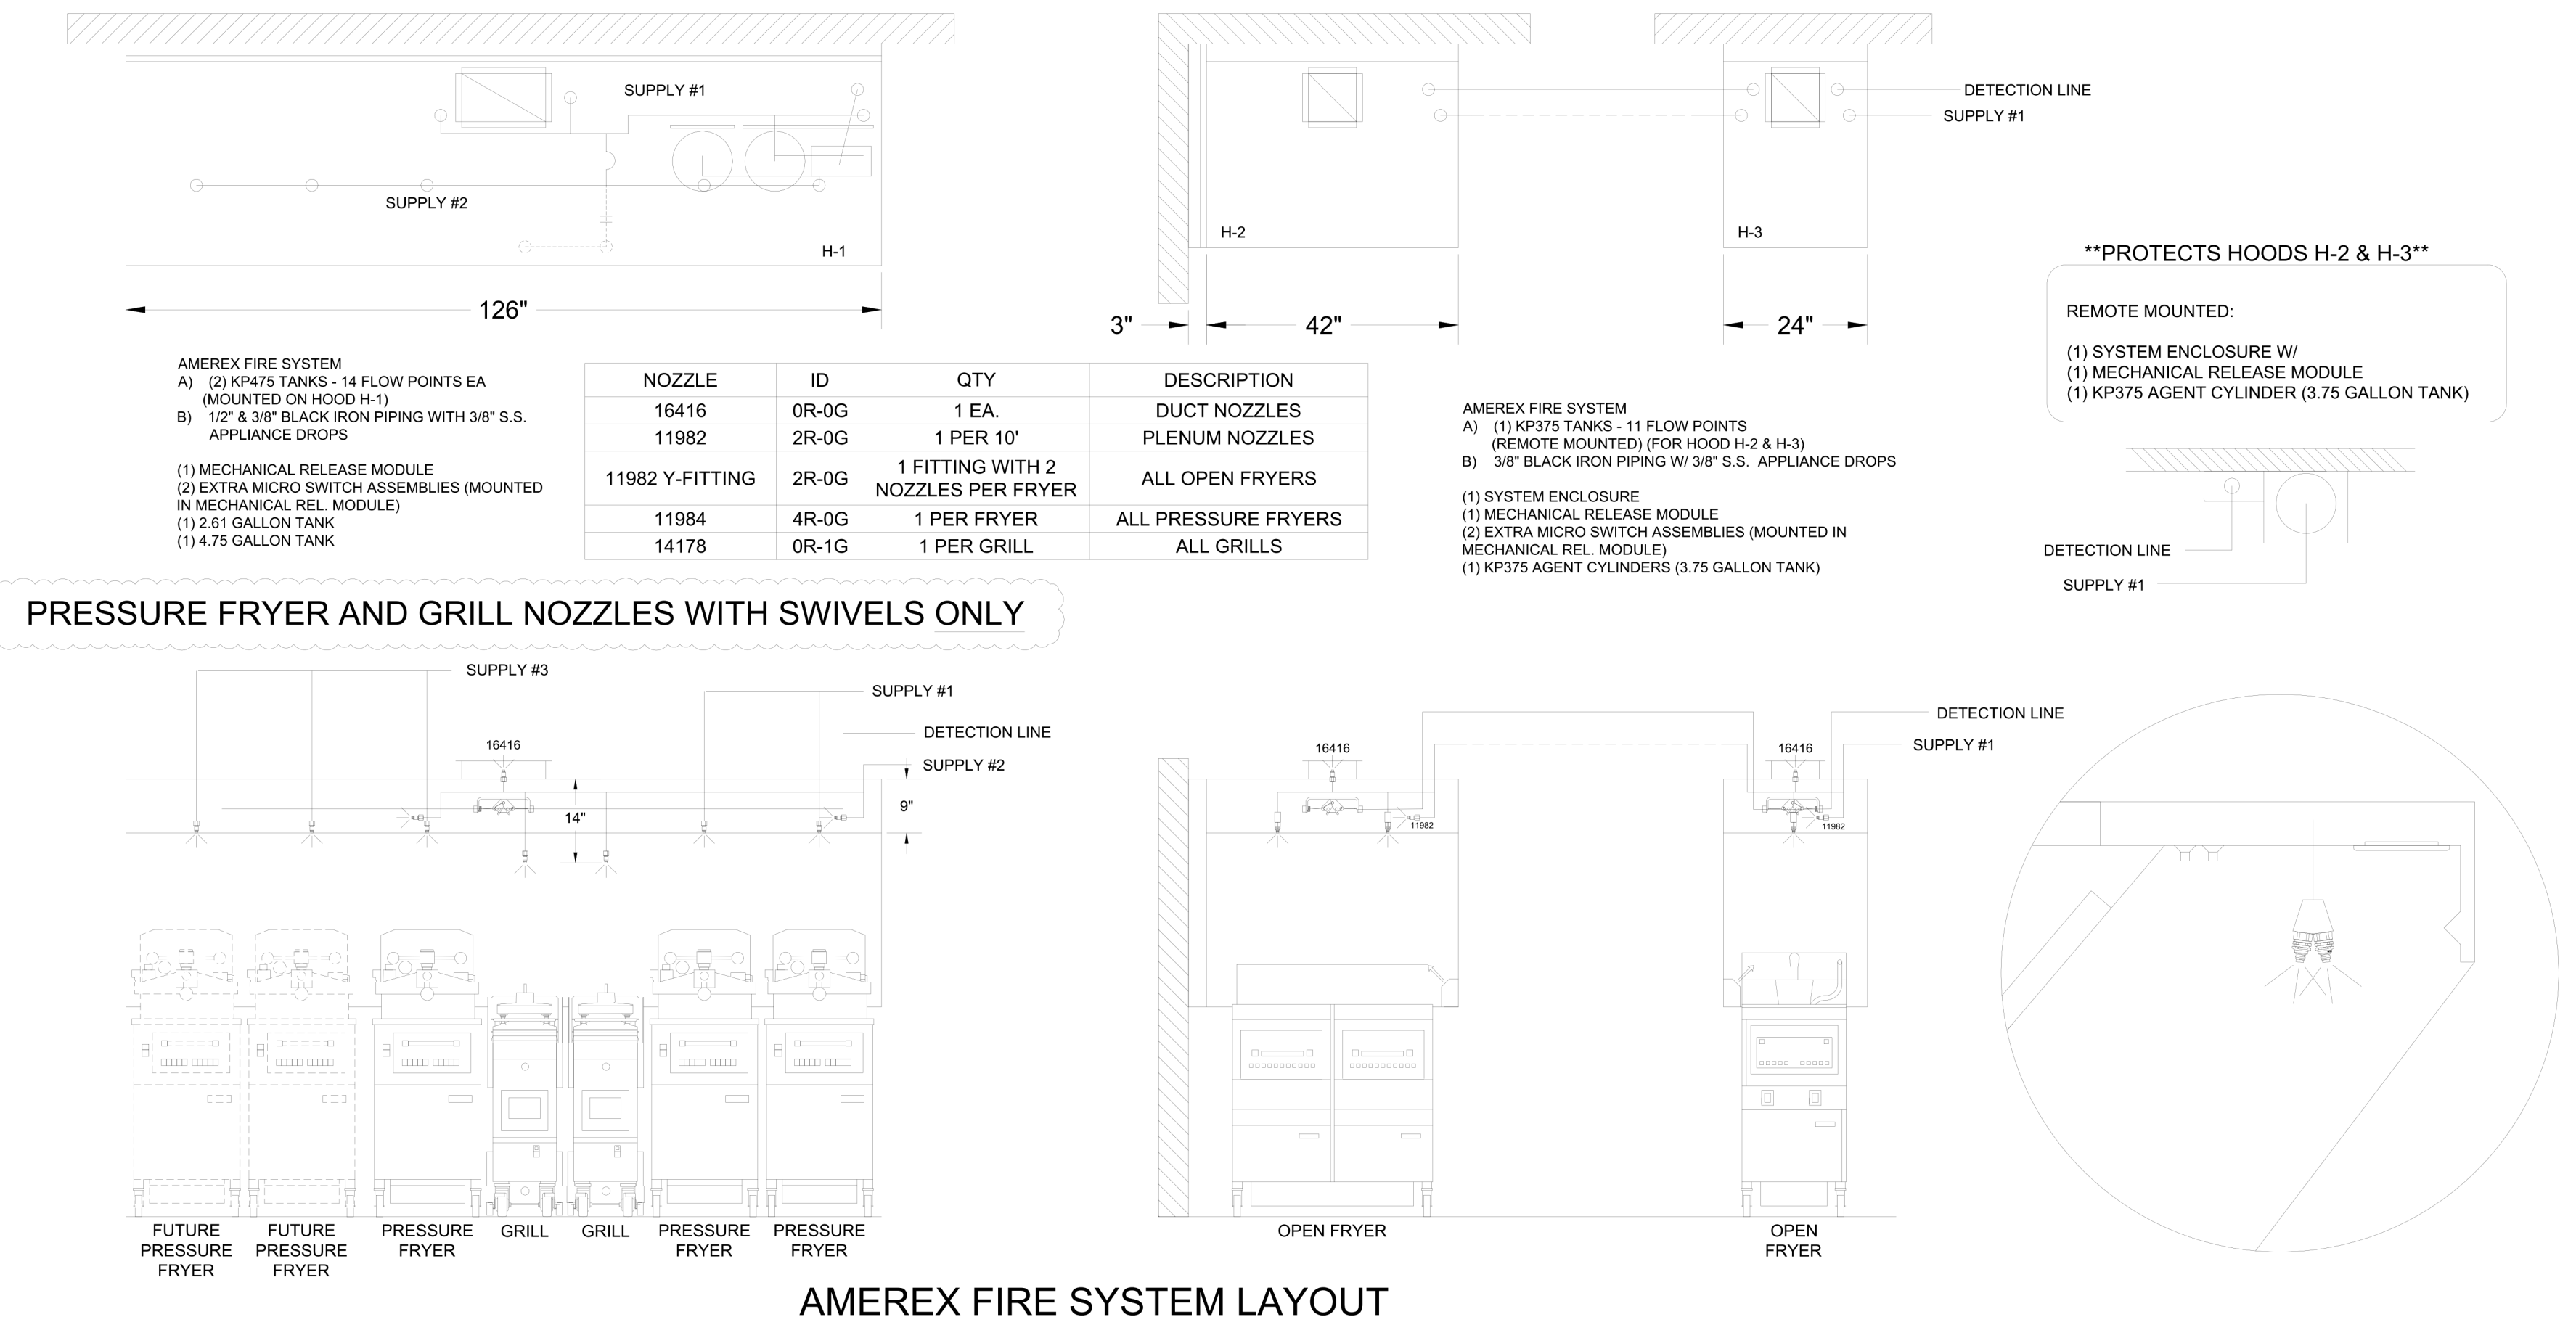 SUPPLY #1
SUPPLY #2
H-1
126"
H-2
H-3
DETECTION LINE
SUPPLY #1
3"
42"
24"
**PROTECTS HOODS H-2 & H-3**
REMOTE MOUNTED:
(1) SYSTEM ENCLOSURE W/
(1) MECHANICAL RELEASE MODULE
(1) KP375 AGENT CYLINDER (3.75 GALLON TANK)
AMEREX FIRE SYSTEM
A) (2) KP475 TANKS - 14 FLOW POINTS EA
(MOUNTED ON HOOD H-1)
B) 1/2" & 3/8" BLACK IRON PIPING WITH 3/8" S.S.
APPLIANCE DROPS
(1) MECHANICAL RELEASE MODULE
(2) EXTRA MICRO SWITCH ASSEMBLIES (MOUNTED
IN MECHANICAL REL. MODULE)
(1) 2.61 GALLON TANK
(1) 4.75 GALLON TANK
NOZZLE ID QTY DESCRIPTION
16416 0R-0G 1 EA. DUCT NOZZLES
11982 2R-0G 1 PER 10' PLENUM NOZZLES
11982 Y-FITTING 2R-0G 1 FITTING WITH 2
NOZZLES PER FRYER ALL OPEN FRYERS
11984 4R-0G 1 PER FRYER ALL PRESSURE FRYERS
14178 0R-1G 1 PER GRILL ALL GRILLS
AMEREX FIRE SYSTEM
A) (1) KP375 TANKS - 11 FLOW POINTS
(REMOTE MOUNTED) (FOR HOOD H-2 & H-3)
B) 3/8" BLACK IRON PIPING W/ 3/8" S.S. APPLIANCE DROPS
(1) SYSTEM ENCLOSURE
(1) MECHANICAL RELEASE MODULE
(2) EXTRA MICRO SWITCH ASSEMBLIES (MOUNTED IN
MECHANICAL REL. MODULE)
(1) KP375 AGENT CYLINDERS (3.75 GALLON TANK)
DETECTION LINE
SUPPLY #1
PRESSURE FRYER AND GRILL NOZZLES WITH SWIVELS ONLY
SUPPLY #3
SUPPLY #1
DETECTION LINE
SUPPLY #2
16416
14"
9"
16416
11982
16416
11982
DETECTION LINE
SUPPLY #1
FUTURE
PRESSURE
FRYER
FUTURE
PRESSURE
FRYER
PRESSURE
FRYER
GRILL
GRILL
PRESSURE
FRYER
PRESSURE
FRYER
OPEN FRYER
OPEN
FRYER
AMEREX FIRE SYSTEM LAYOUT